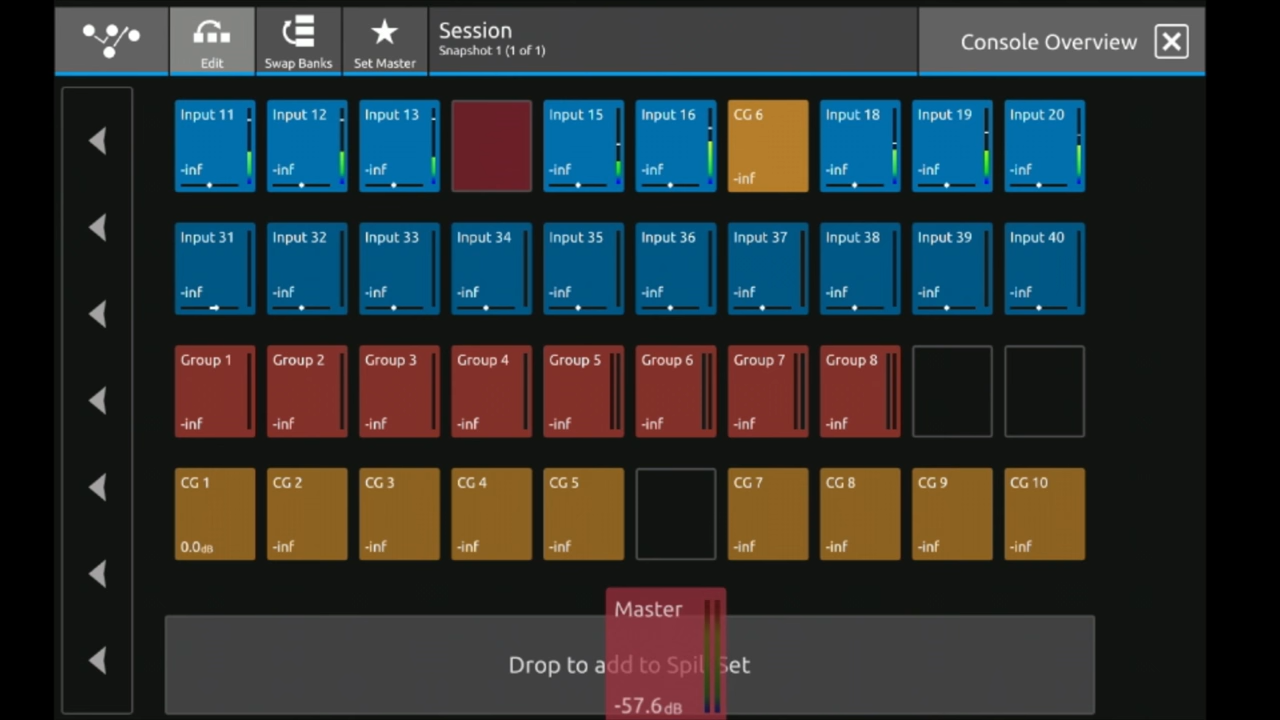 Edit
Swap Banks
Set Master
Session
Snapshot 1 (1 of 1)
Console Overview
Input 11
Input 12
Input 13
Input 15
Input 16
CG 6
Input 18
Input 19
Input 20
-inf
-inf
-inf
-inf
-inf
-inf
-inf
-inf
-inf
Input 31
Input 32
Input 33
Input 34
Input 35
Input 36
Input 37
Input 38
Input 39
Input 40
-inf
-inf
-inf
-inf
-inf
-inf
-inf
-inf
-inf
-inf
Group 1
Group 2
Group 3
Group 4
Group 5
Group 6
Group 7
Group 8
-inf
-inf
-inf
-inf
-inf
-inf
-inf
-inf
CG 1
CG 2
CG 3
CG 4
CG 5
CG 7
CG 8
CG 9
CG 10
0.0dB
-inf
-inf
-inf
-inf
-inf
-inf
-inf
-inf
Master
Drop to add to Spill Set
-57.6dB